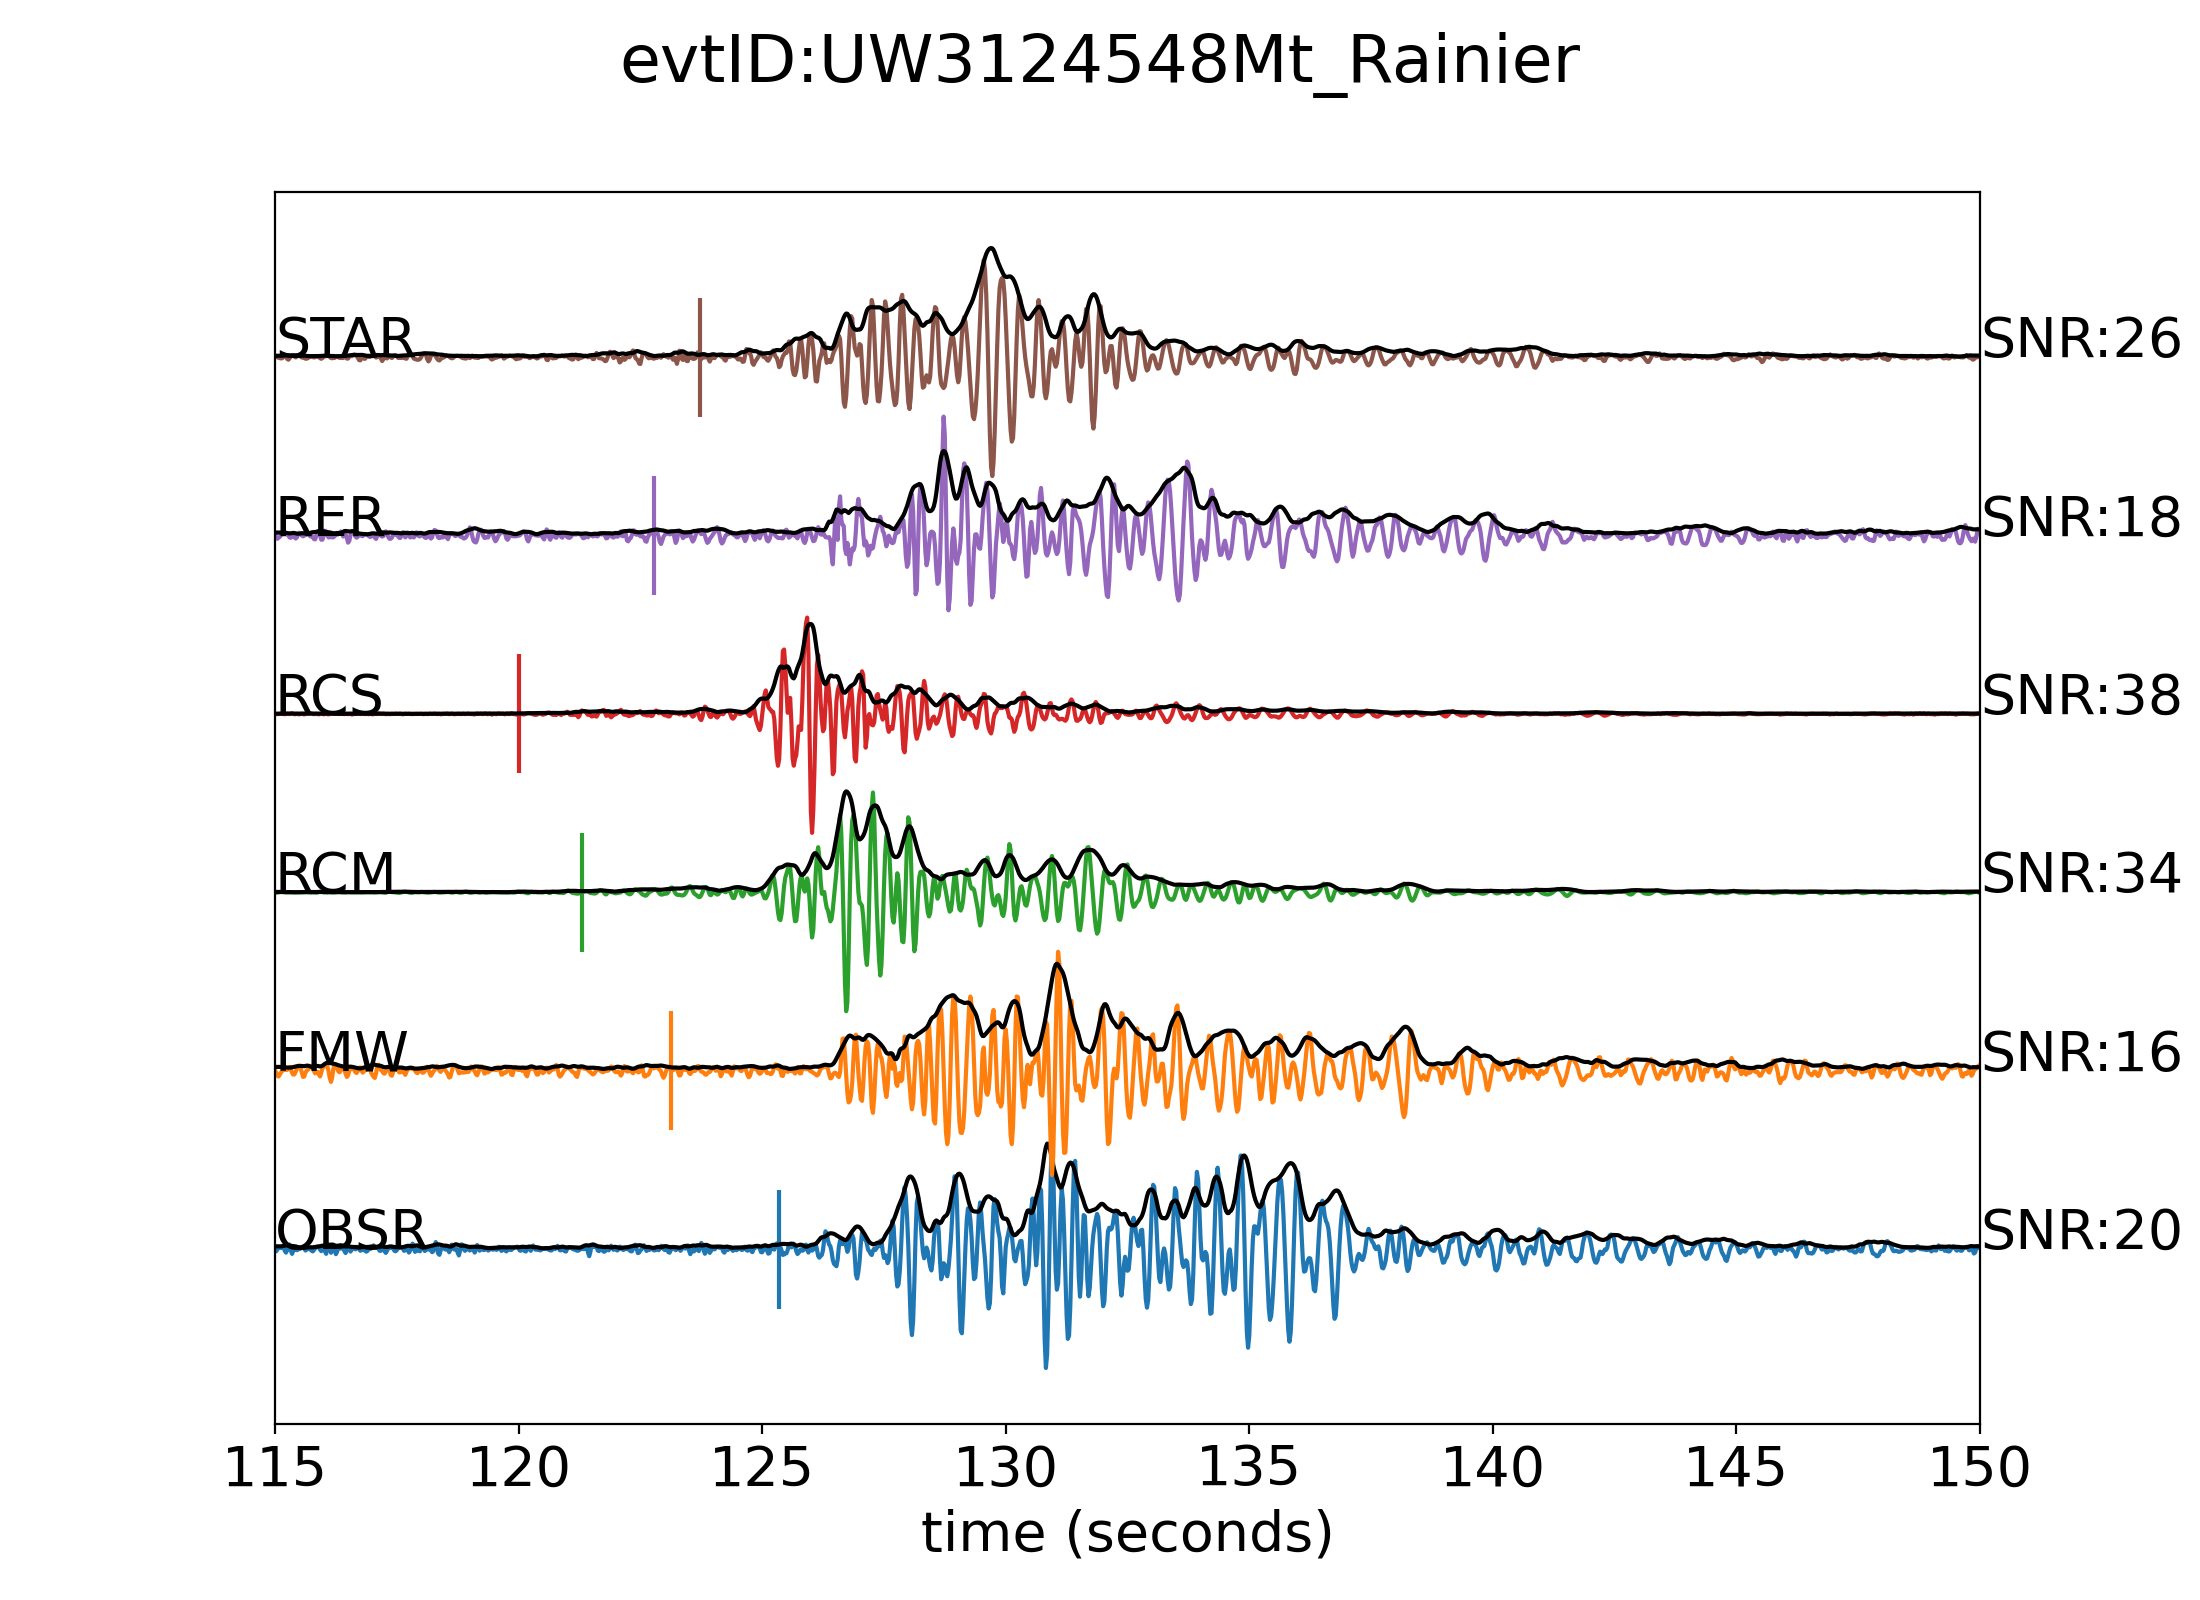 evtID:UW3124548Mt_Rainier
STAR SNR:26
RER SNR:18
RCS SNR:38
RCM SNR:34
FMW SNR:16
OBSR SNR:20
115 120 125 130 135 140 145 150
time (seconds)